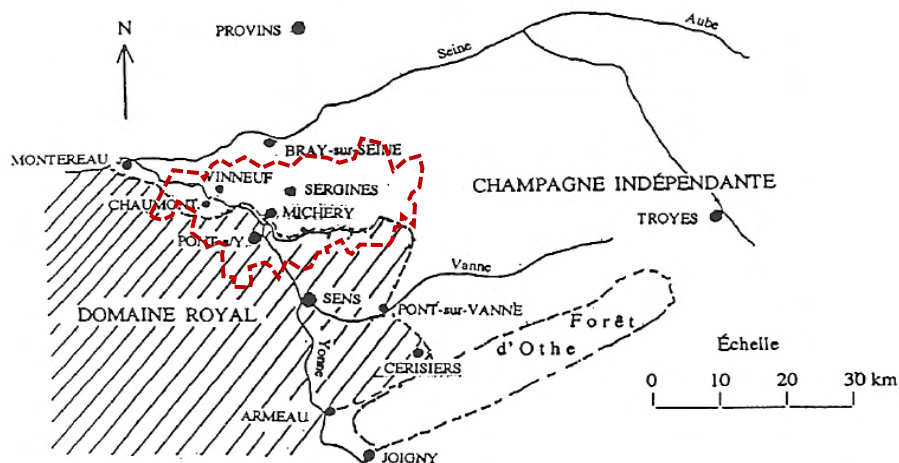 N
PROVINS
Aube
Seine
BRAY-sur-SEINE
MONTEREAU
VINNEUF
SERGINES
CHAMPAGNE INDÉPENDANTE
CHAUMONT
MICHERY
TROYES
PONT-s/Y
Vanne
SENS
DOMAINE ROYAL
PONT-sur-VANNE
Forêt
d'Othe
Échelle
Yonne
CERISIERS
0 10 20 30 km
ARMEAU
JOIGNY